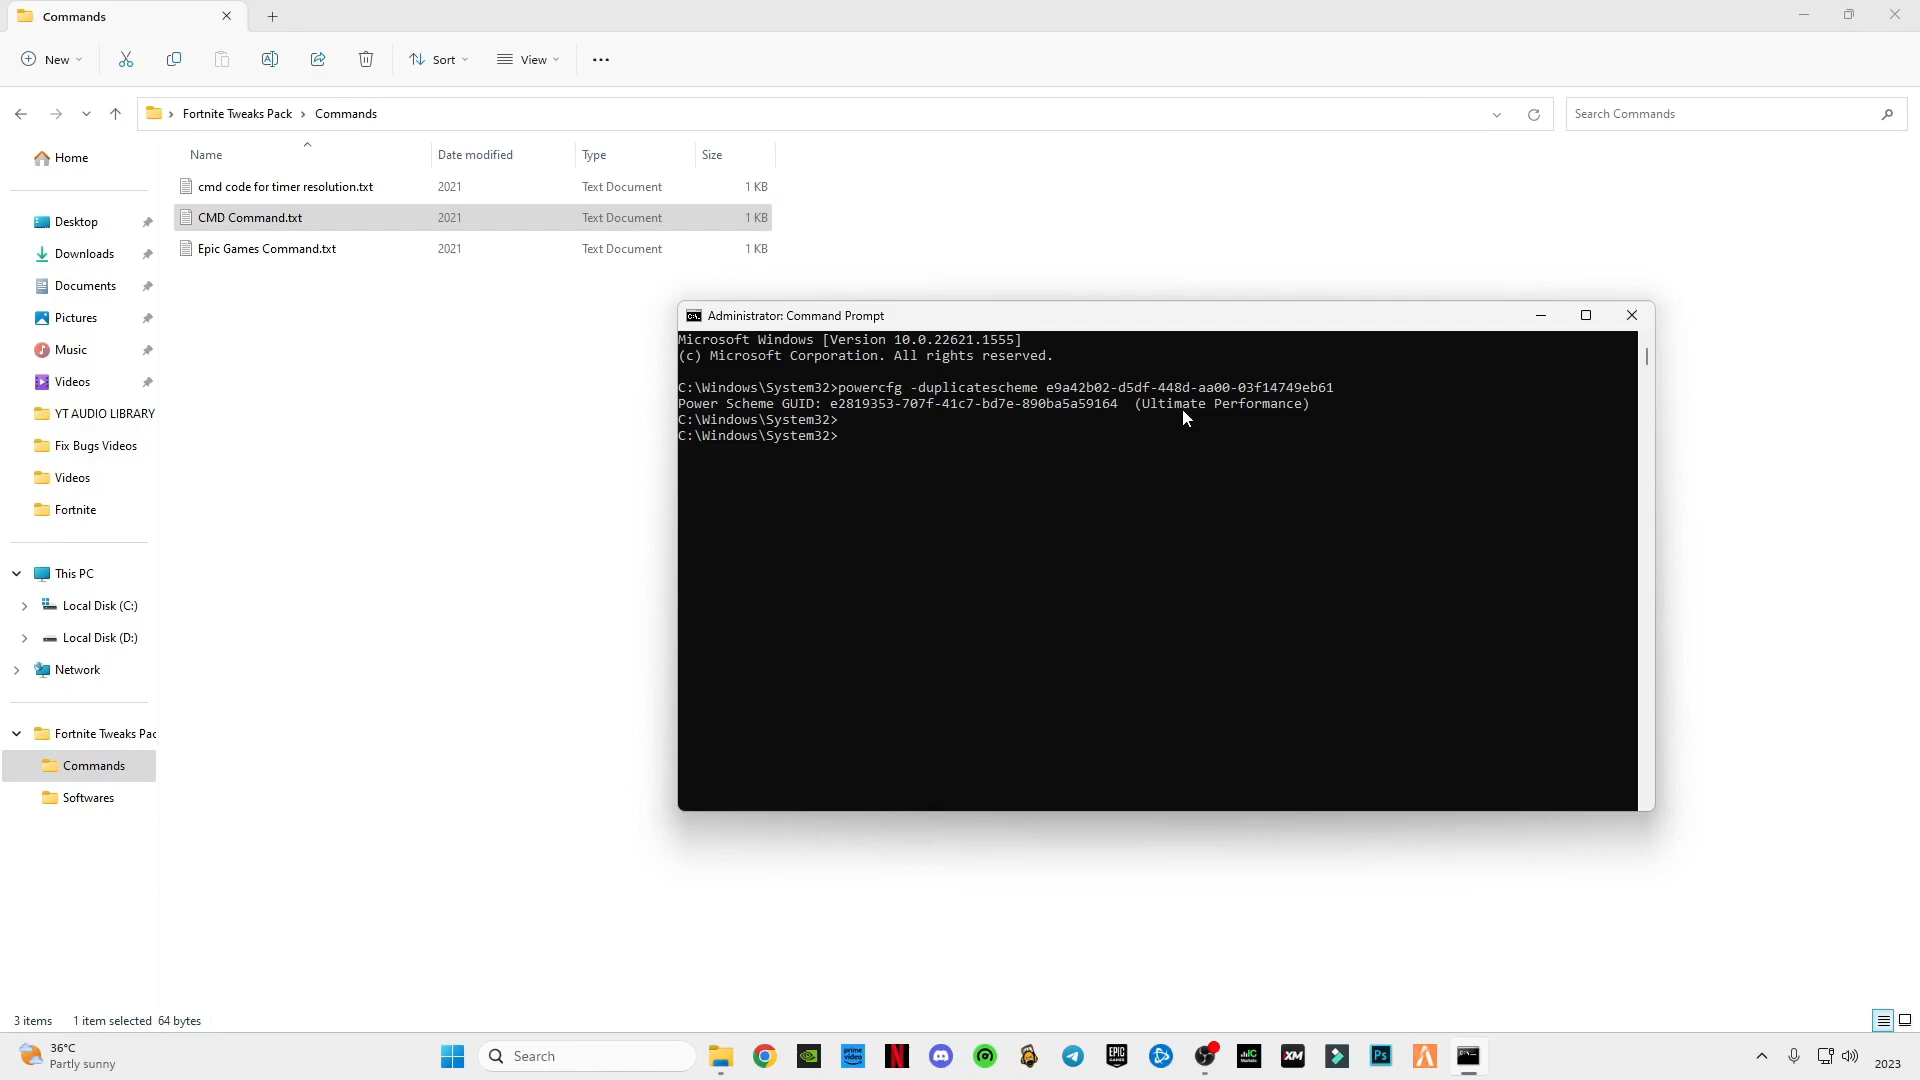 Commands
New
Sort
View
Fortnite Tweaks Pack
Commands
Search Commands
Name
Date modified
Type
Size
cmd code for timer resolution.txt
2021
Text Document
1 KB
CMD Command.txt
2021
Text Document
1 KB
Epic Games Command.txt
2021
Text Document
1 KB
Home
Desktop
Downloads
Documents
Pictures
Music
Videos
YT AUDIO LIBRARY
Fix Bugs Videos
Videos
Fortnite
This PC
Local Disk (C:)
Local Disk (D:)
Network
Fortnite Tweaks Pac
Commands
Softwares
Administrator: Command Prompt
Microsoft Windows [Version 10.0.22621.1555]
(c) Microsoft Corporation. All rights reserved.
C:\Windows\System32>powercfg -duplicatescheme e9a42b02-d5df-448d-aa00-03f14749eb61
Power Scheme GUID: e2819353-707f-41c7-bd7e-890ba5a59164  (Ultimate Performance)
C:\Windows\System32>
C:\Windows\System32>
3 items
1 item selected 64 bytes
36°C
Partly sunny
Search
prime video
EPIC GAMES
XM
Ps
2023